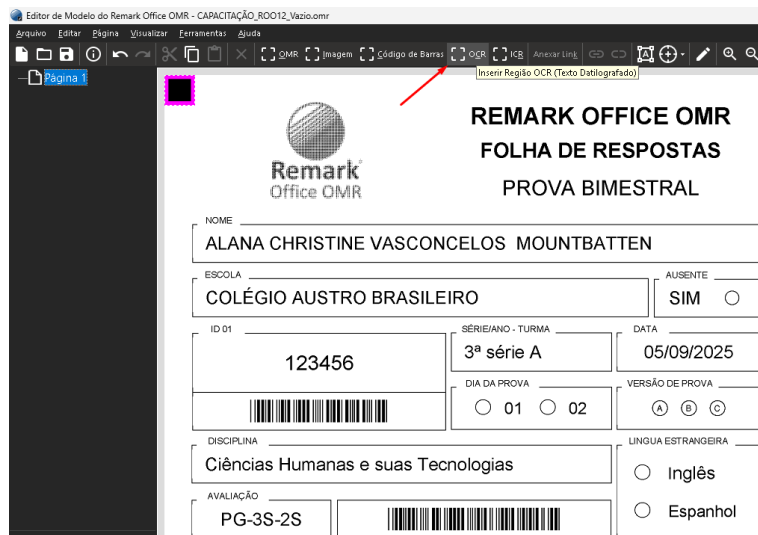 Editor de Modelo do Remark Office OMR - CAPACITAÇÃO_ROO12_Vazio.omr
Arquivo Editar Página Visualizar Ferramentas Ajuda
OMR Imagem Código de Barras OCR ICR Anexar Link
Inserir Região OCR (Texto Datilografado)
Página 1
Remark
Office OMR
REMARK OFFICE OMR
FOLHA DE RESPOSTAS
PROVA BIMESTRAL
NOME
ALANA CHRISTINE VASCONCELOS MOUNTBATTEN
ESCOLA
COLÉGIO AUSTRO BRASILEIRO
AUSENTE
SIM
ID 01
123456
SÉRIE/ANO - TURMA
3ª série A
DATA
05/09/2025
DIA DA PROVA
01 02
VERSÃO DE PROVA
A B C
DISCIPLINA
Ciências Humanas e suas Tecnologias
LINGUA ESTRANGEIRA
Inglês
Espanhol
AVALIAÇÃO
PG-3S-2S